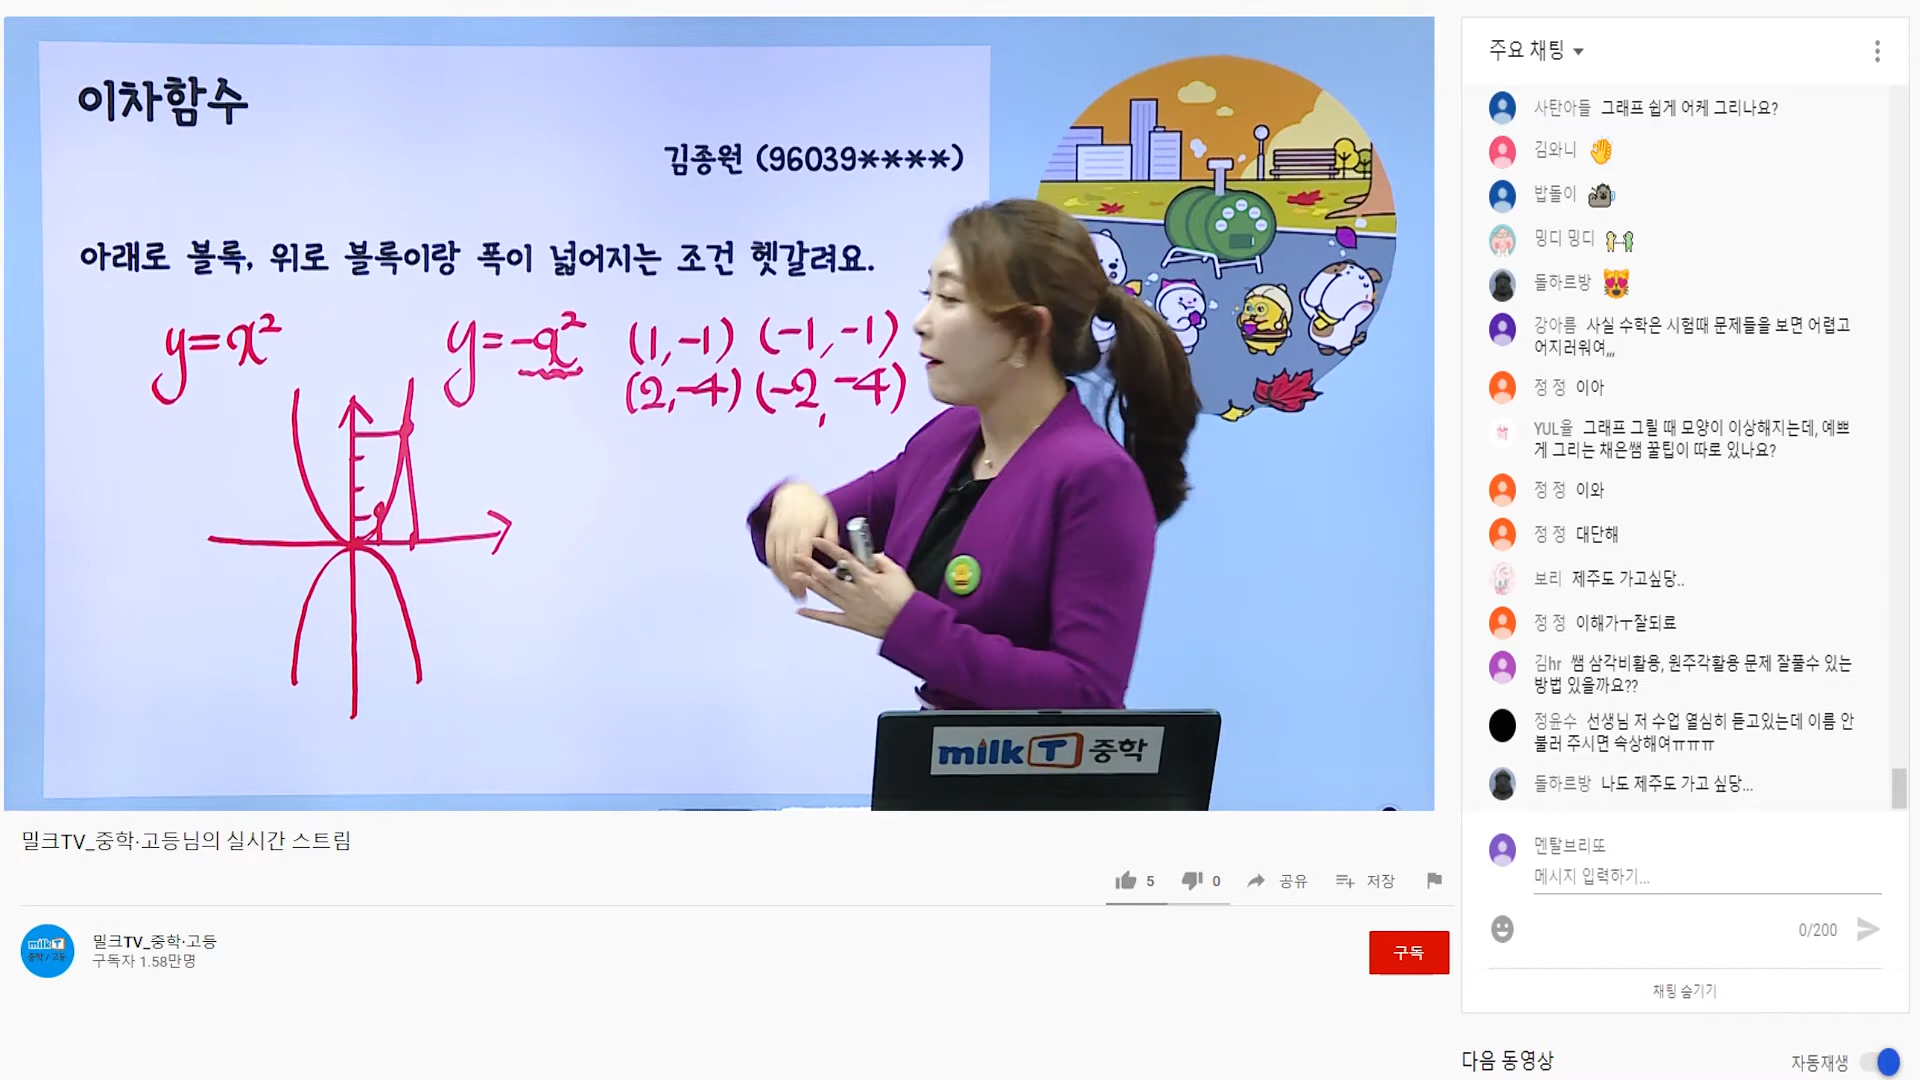 이차함수
김종원 (96039****)
아래로 볼록, 위로 볼록이랑 폭이 넓어지는 조건 헷갈려요.
y=x²
y=-x²
(1,-1) (-1,-1)
(2,-4) (-2,-4)
milk T 중학
밀크TV_중학·고등님의 실시간 스트림
5
0
공유
저장
milk T
중학 / 고등
밀크TV_중학·고등
구독자 1.58만명
구독
주요 채팅
사탄아들 그래프 쉽게 어케 그리나요?
김와니
밥돌이
밍디 밍디
돌하르방
강아름 사실 수학은 시험때 문제들을 보면 어렵고
어지러워여,,,
정 정 이아
YUL율 그래프 그릴 때 모양이 이상해지는데, 예쁘
게 그리는 채은쌤 꿀팁이 따로 있나요?
정 정 이와
정 정 대단해
보리 제주도 가고싶당..
정 정 이해가ㅜ잘되료
김hr 쌤 삼각비활용, 원주각활용 문제 잘풀수 있는
방법 있을까요??
정윤수 선생님 저 수업 열심히 듣고있는데 이름 안
불러 주시면 속상해여ㅠㅠㅠ
돌하르방 나도 제주도 가고 싶당...
멘탈브리또
메시지 입력하기...
0/200
채팅 숨기기
다음 동영상
자동재생